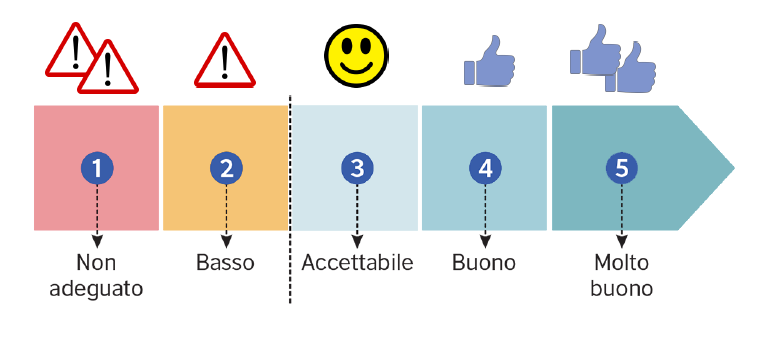 1 2 3 4 5
Non adeguato
Basso
Accettabile
Buono
Molto buono